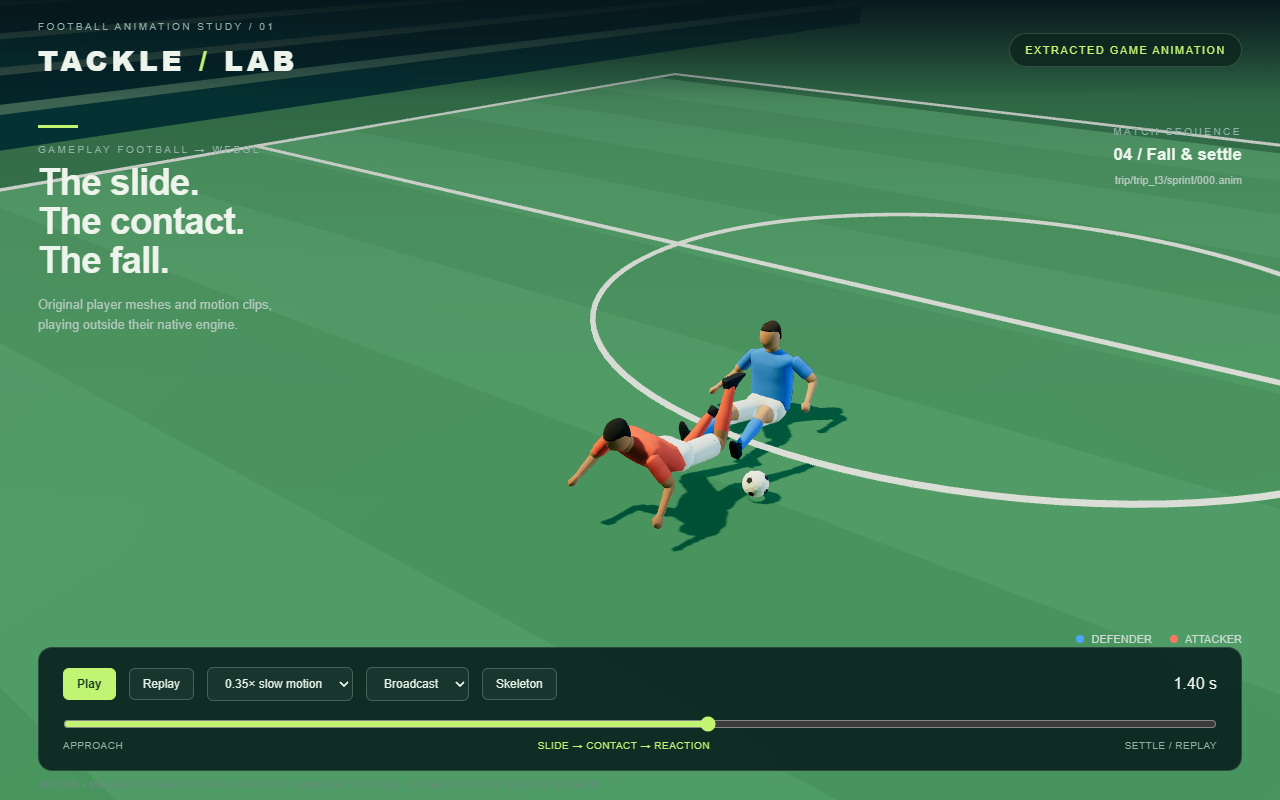 FOOTBALL ANIMATION STUDY / 01
TACKLE / LAB
EXTRACTED GAME ANIMATION
GAMEPLAY FOOTBALL → WEBGL
The slide.
The contact.
The fall.
Original player meshes and motion clips,
playing outside their native engine.
MATCH SEQUENCE
04 / Fall & settle
trip/trip_f3/sprint/000.anim
DEFENDER
ATTACKER
Play
Replay
0.35× slow motion
Broadcast
Skeleton
1.40 s
APPROACH
SLIDE → CONTACT → REACTION
SETTLE / REPLAY